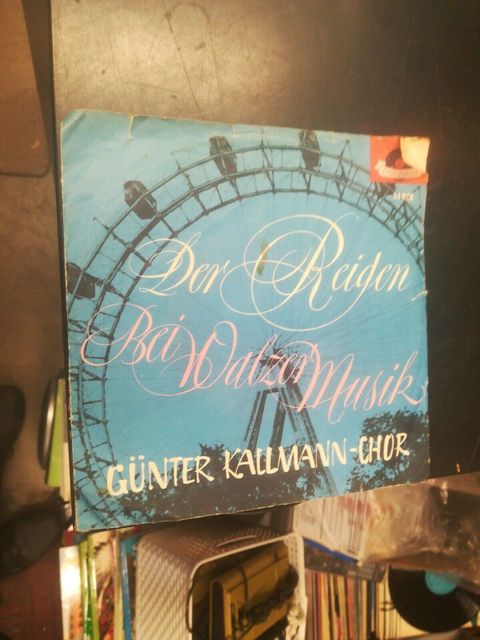 Der Reigen
Bei Walzer Musik
GÜNTER KALLMANN-CHOR